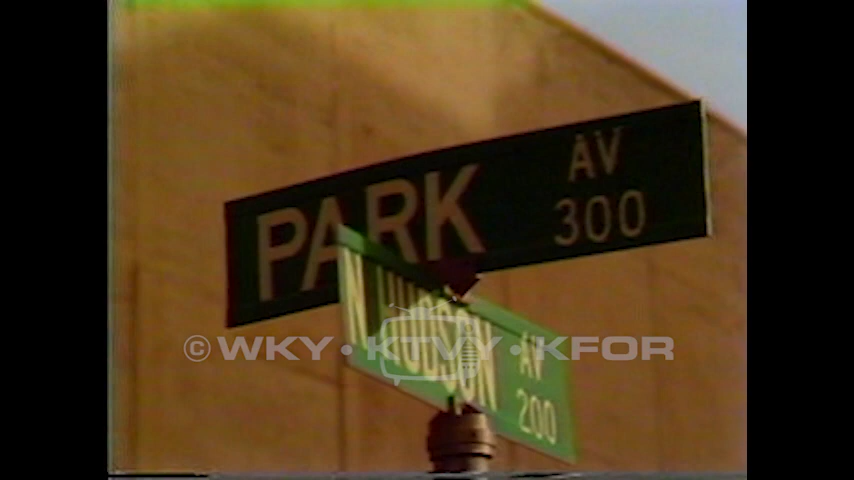 PARK AV 300
N HUDSON AV 200
© WKY • KTVY • KFOR